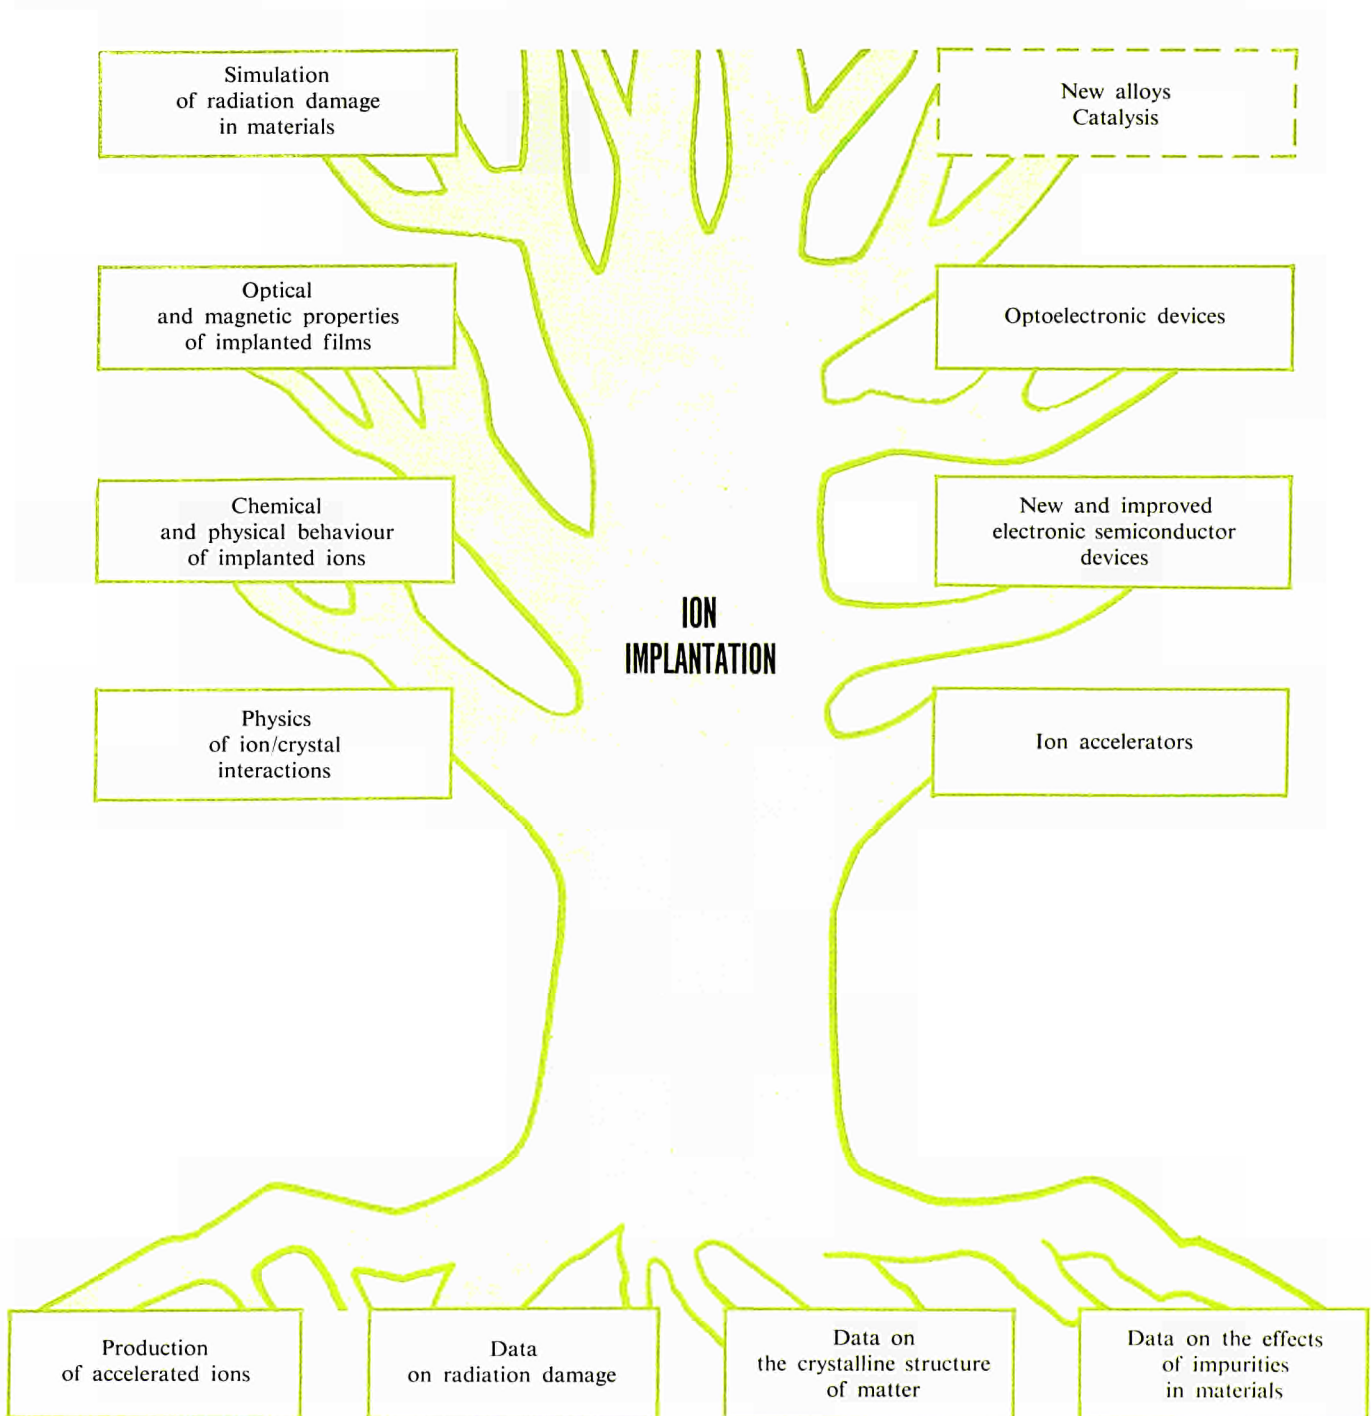 Simulation
of radiation damage
in materials
New alloys
Catalysis
Optical
and magnetic properties
of implanted films
Optoelectronic devices
Chemical
and physical behaviour
of implanted ions
New and improved
electronic semiconductor
devices
ION
IMPLANTATION
Physics
of ion/crystal
interactions
Ion accelerators
Production
of accelerated ions
Data
on radiation damage
Data on
the crystalline structure
of matter
Data on the effects
of impurities
in materials